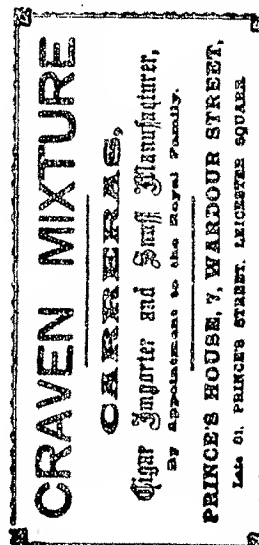 CRAVEN MIXTURE
CARRERAS,
Cigar Importer and Snuff Manufacturer,
By Appointment to the Royal Family.
PRINCE'S HOUSE, 7, WARDOUR STREET,
Late 61, PRINCE'S STREET, LEICESTER SQUARE